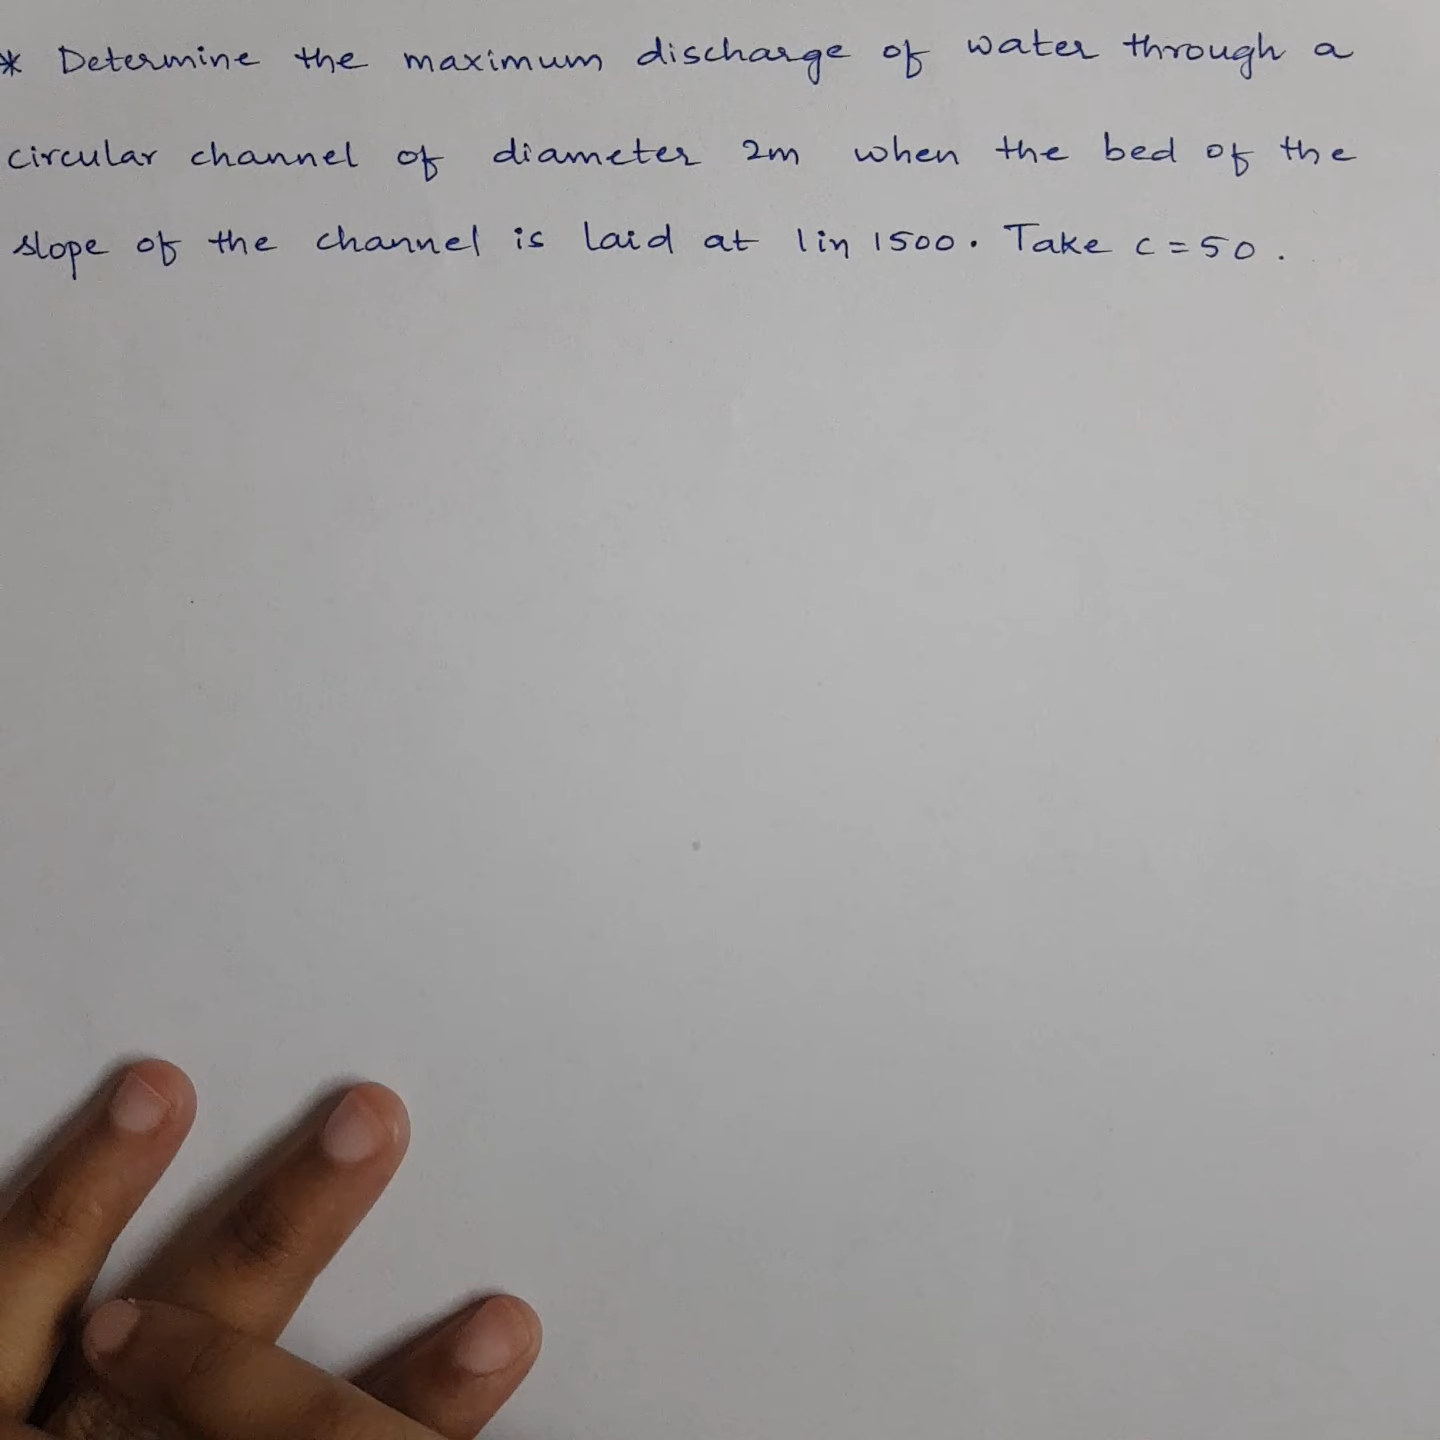 * Determine the maximum discharge of water through a
circular channel of diameter 2m when the bed of the
slope of the channel is laid at 1 in 1500. Take c = 50.